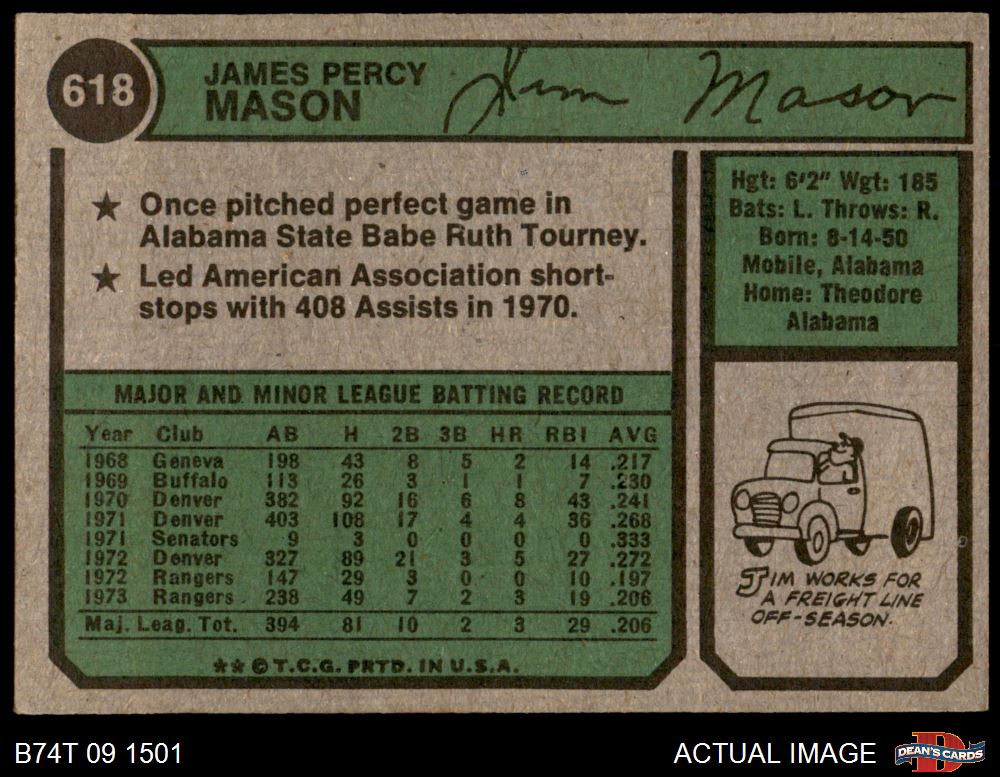 618
JAMES PERCY
MASON
Jim Mason
★ Once pitched perfect game in
Alabama State Babe Ruth Tourney.
★ Led American Association short-
stops with 408 Assists in 1970.
Hgt: 6'2" Wgt: 185
Bats: L. Throws: R.
Born: 8-14-50
Mobile, Alabama
Home: Theodore
Alabama
MAJOR AND MINOR LEAGUE BATTING RECORD
Year Club AB H 2B 3B HR RBI AVG
1968 Geneva 198 43 8 5 2 14 .217
1969 Buffalo 113 26 3 1 1 7 .230
1970 Denver 382 92 16 6 8 43 .241
1971 Denver 403 108 17 4 4 36 .268
1971 Senators 9 3 0 0 0 0 .333
1972 Denver 327 89 21 3 5 27 .272
1972 Rangers 147 29 3 0 0 10 .197
1973 Rangers 238 49 7 2 3 19 .206
Maj. Leag. Tot. 394 81 10 2 3 29 .206
★★ © T.C.G. PRTD. IN U.S.A.
JIM WORKS FOR
A FREIGHT LINE
OFF-SEASON.
B74T 09 1501
ACTUAL IMAGE
DEAN'S CARDS